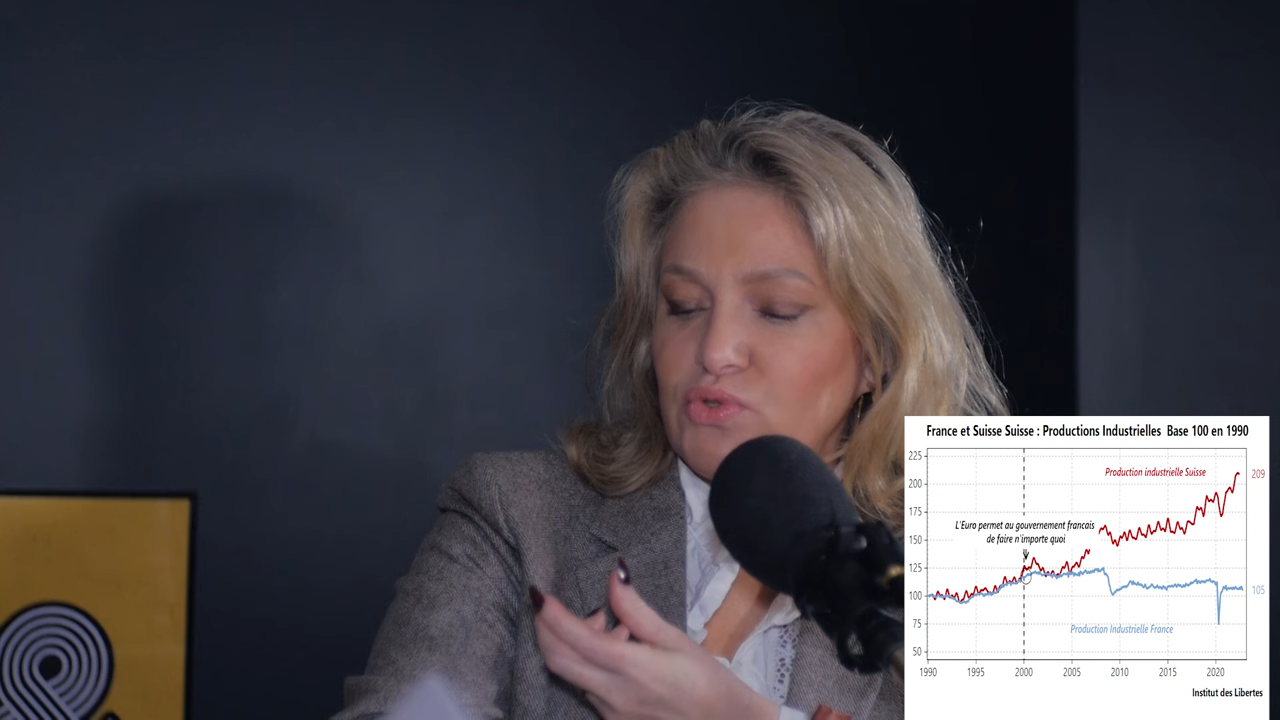 France et Suisse Suisse : Productions Industrielles Base 100 en 1990
225
200
175
150
125
100
75
50
Production industrielle Suisse
209
L'Euro permet au gouvernement francais
de faire n'importe quoi
105
Production Industrielle France
1990 1995 2000 2005 2010 2015 2020
Institut des Libertes